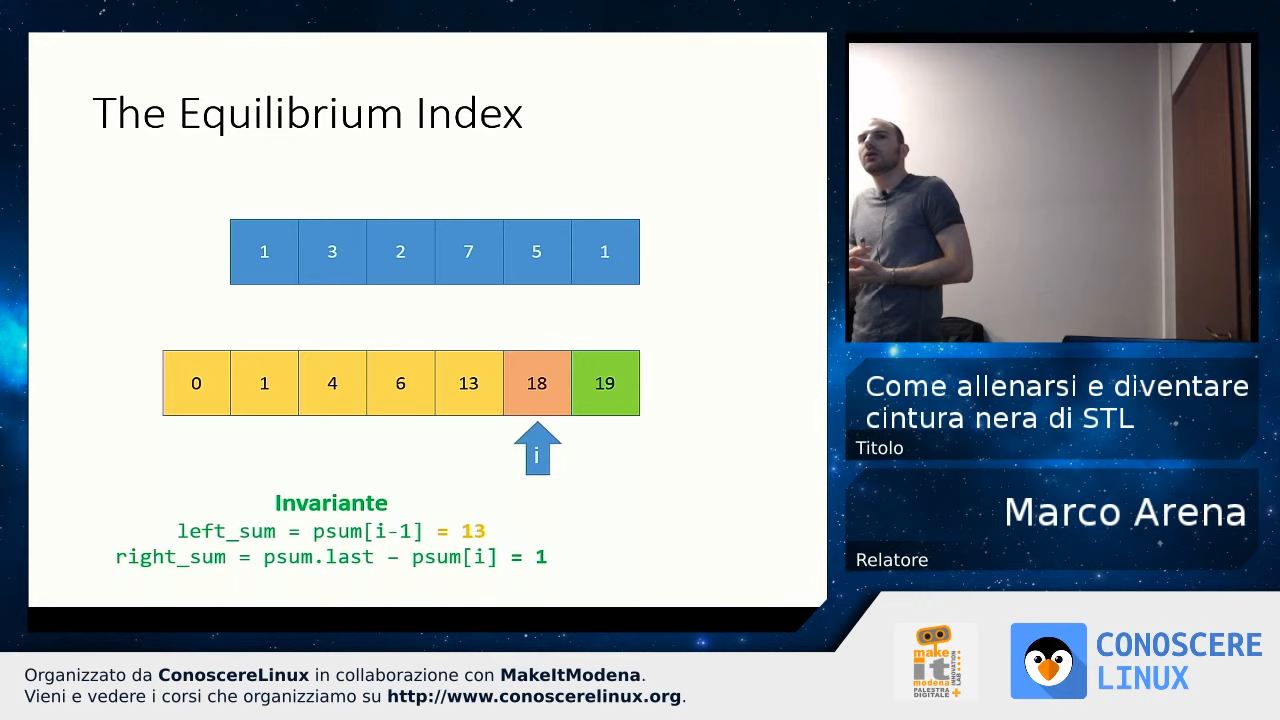 The Equilibrium Index
1 3 2 7 5 1
0 1 4 6 13 18 19
i
Invariante
left_sum = psum[i-1] = 13
right_sum = psum.last – psum[i] = 1
Come allenarsi e diventare
cintura nera di STL
Titolo
Marco Arena
Relatore
make
it
modena
PALESTRA
DIGITALE
INNOVATION
LAB
CONOSCERE
LINUX
Organizzato da ConoscereLinux in collaborazione con MakeItModena.
Vieni e vedere i corsi che organizziamo su http://www.conoscerelinux.org.